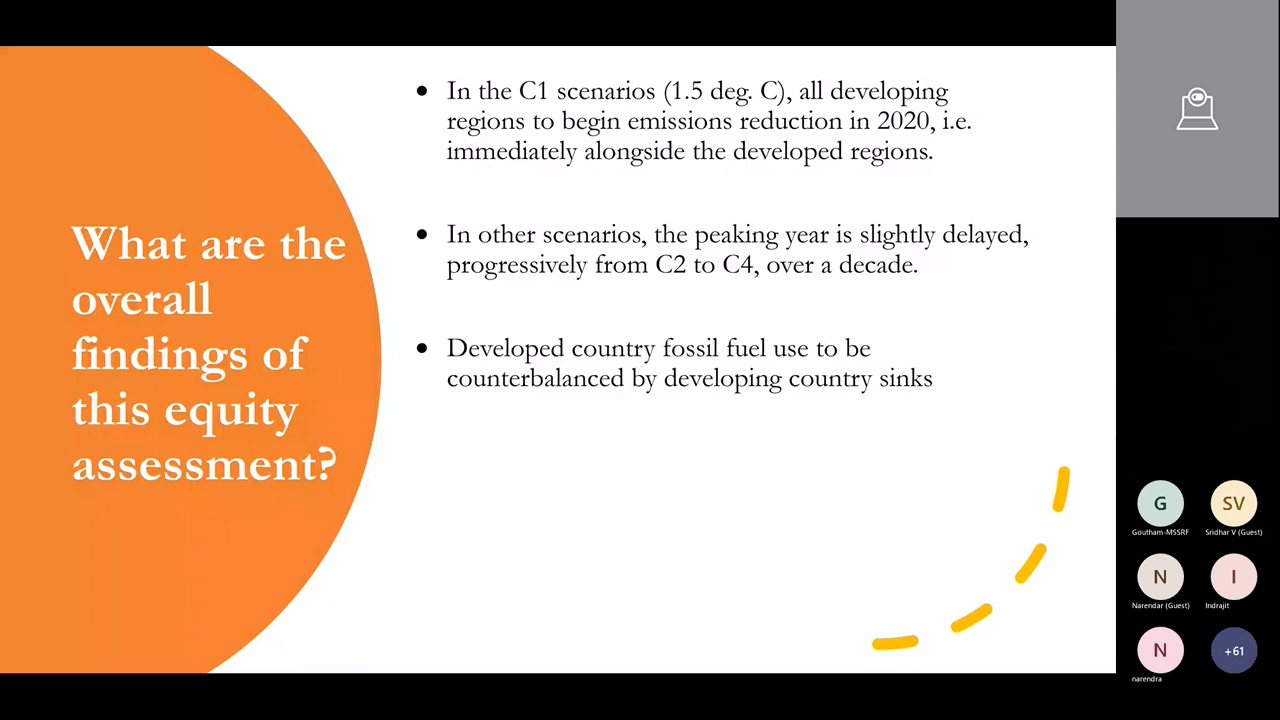 What are the
overall
findings of
this equity
assessment?
• In the C1 scenarios (1.5 deg. C), all developing
regions to begin emissions reduction in 2020, i.e.
immediately alongside the developed regions.
• In other scenarios, the peaking year is slightly delayed,
progressively from C2 to C4, over a decade.
• Developed country fossil fuel use to be
counterbalanced by developing country sinks
G
Goutham-MSSRF
SV
Sridhar V (Guest)
N
Narendar (Guest)
I
Indrajit
N
narendra
+61